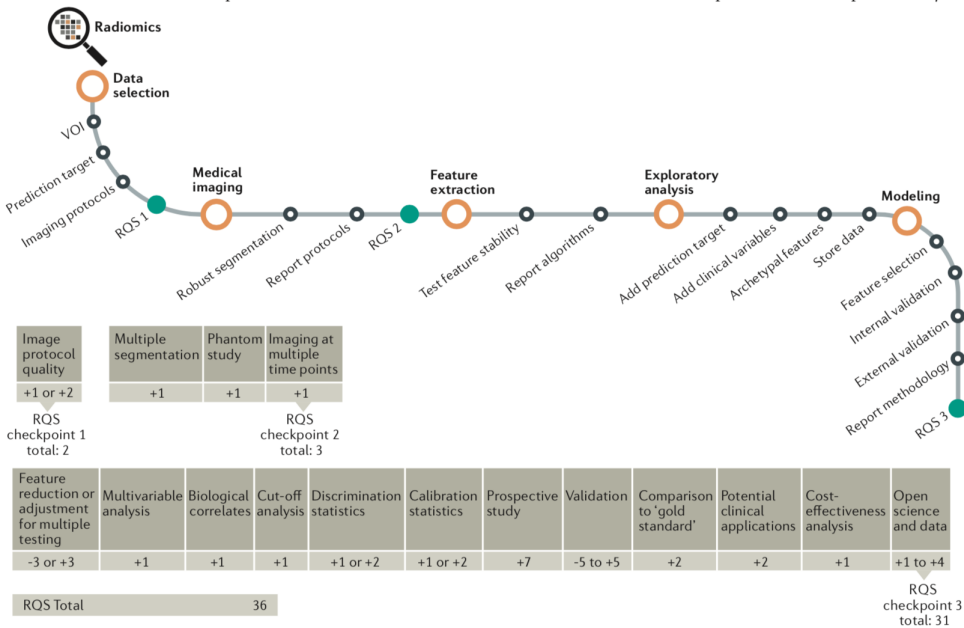 Radiomics
Data
selection
VOI
Prediction target
Imaging protocols
RQS 1
Medical
imaging
Robust segmentation
Report protocols
RQS 2
Feature
extraction
Test feature stability
Report algorithms
Exploratory
analysis
Add prediction target
Add clinical variables
Archetypal features
Store data
Modeling
Feature selection
Internal validation
External validation
Report methodology
RQS 3
Image
protocol
quality
+1 or +2
RQS
checkpoint 1
total: 2
Multiple
segmentation
+1
Phantom
study
+1
Imaging at
multiple
time points
+1
RQS
checkpoint 2
total: 3
Feature
reduction or
adjustment
for multiple
testing
-3 or +3
Multivariable
analysis
+1
Biological
correlates
+1
Cut-off
analysis
+1
Discrimination
statistics
+1 or +2
Calibration
statistics
+1 or +2
Prospective
study
+7
Validation
-5 to +5
Comparison
to ‘gold
standard’
+2
Potential
clinical
applications
+2
Cost-
effectiveness
analysis
+1
Open
science
and data
+1 to +4
RQS
checkpoint 3
total: 31
RQS Total 36